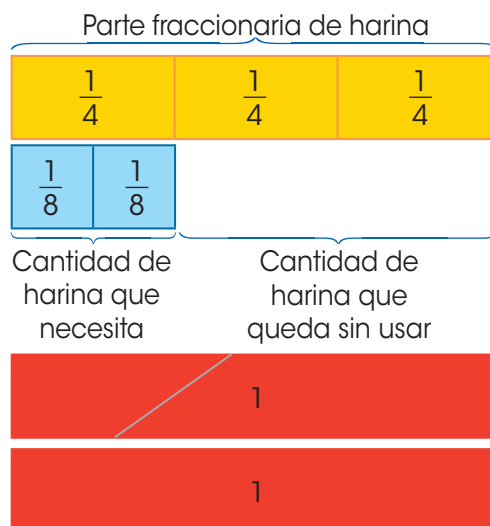 Parte fraccionaria de harina
1/4 1/4 1/4
1/8 1/8
Cantidad de
harina que
necesita
Cantidad de
harina que
queda sin usar
1
1